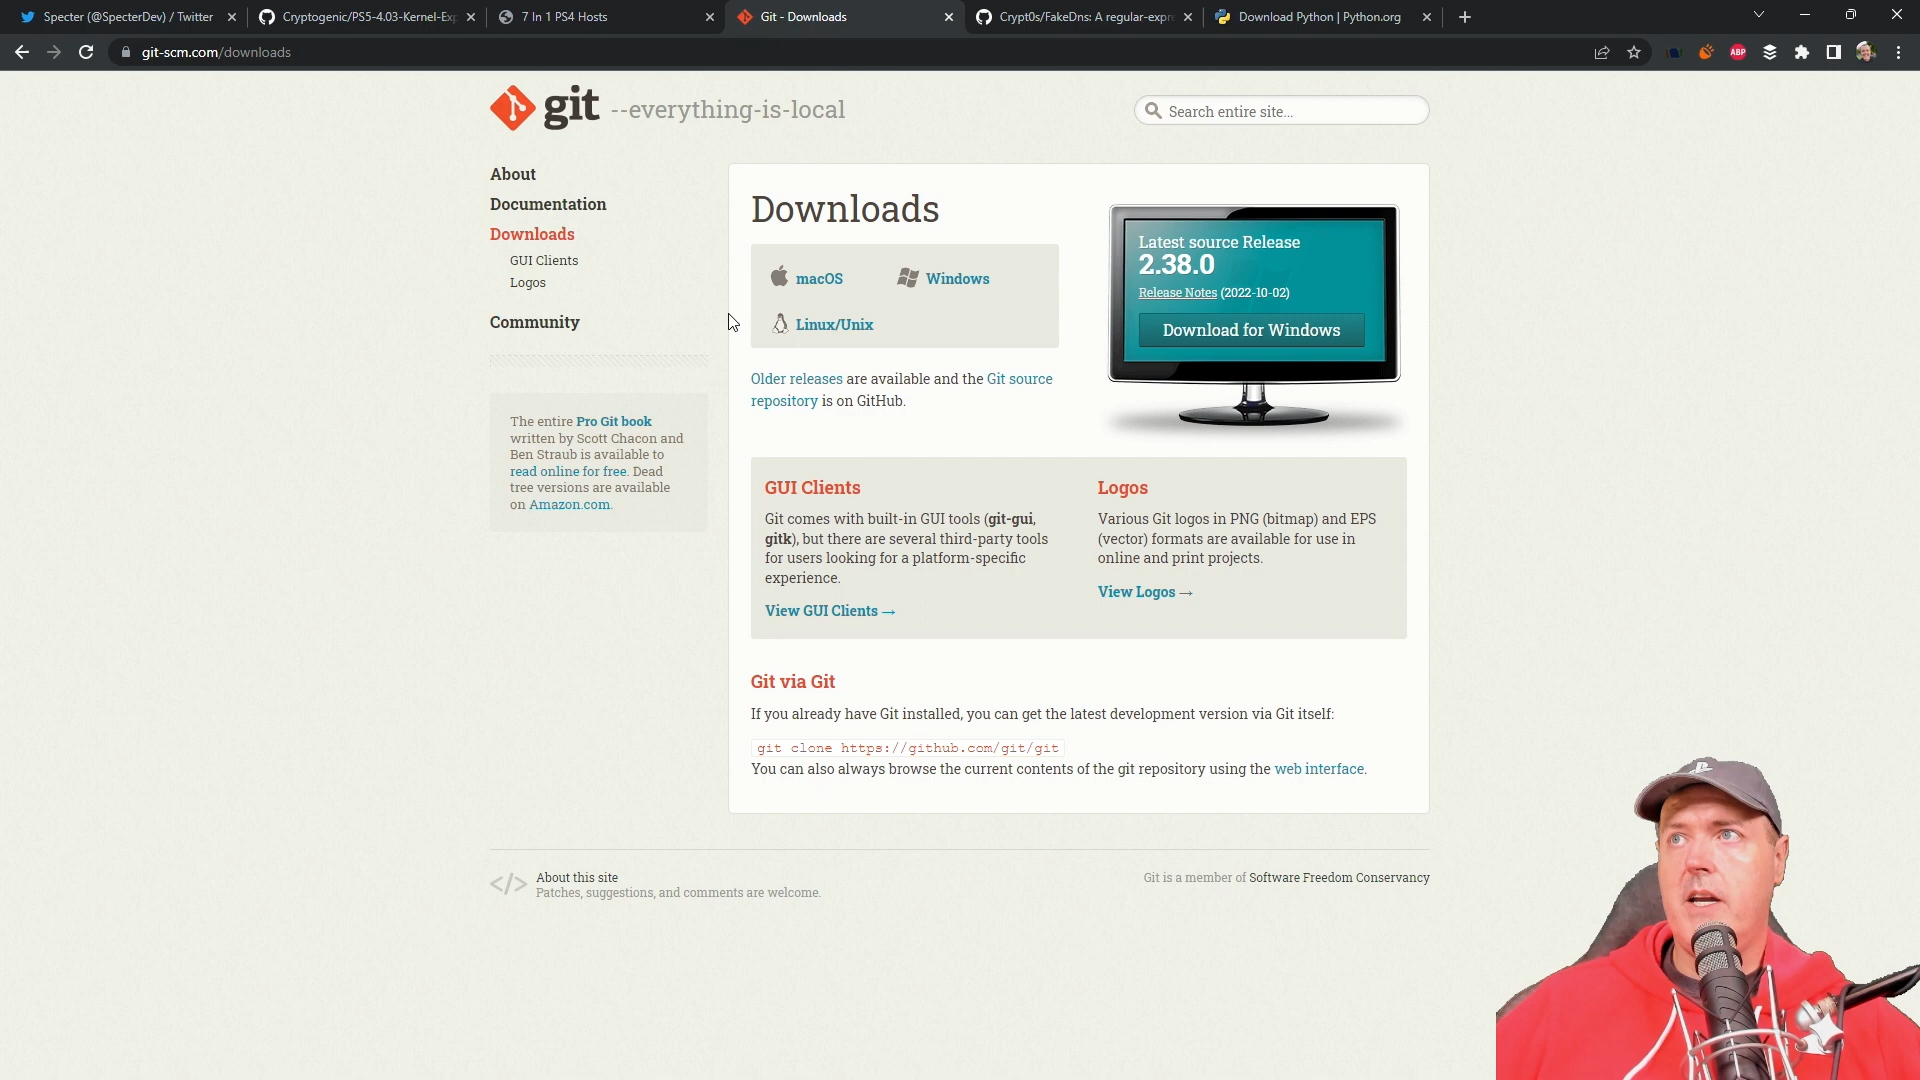 Specter (@SpecterDev) / Twitter
Cryptogenic/PS5-4.03-Kernel-Exp
7 In 1 PS4 Hosts
Git - Downloads
Crypt0s/FakeDns: A regular-expre
Download Python | Python.org
git-scm.com/downloads
ABP
git --everything-is-local
Search entire site...
About
Documentation
Downloads
GUI Clients
Logos
Community
The entire Pro Git book
written by Scott Chacon and
Ben Straub is available to
read online for free. Dead
tree versions are available
on Amazon.com.
Downloads
macOS
Windows
Linux/Unix
Older releases are available and the Git source
repository is on GitHub.
Latest source Release
2.38.0
Release Notes (2022-10-02)
Download for Windows
GUI Clients
Git comes with built-in GUI tools (git-gui,
gitk), but there are several third-party tools
for users looking for a platform-specific
experience.
View GUI Clients →
Logos
Various Git logos in PNG (bitmap) and EPS
(vector) formats are available for use in
online and print projects.
View Logos →
Git via Git
If you already have Git installed, you can get the latest development version via Git itself:
git clone https://github.com/git/git
You can also always browse the current contents of the git repository using the web interface.
</> About this site
Patches, suggestions, and comments are welcome.
Git is a member of Software Freedom Conservancy